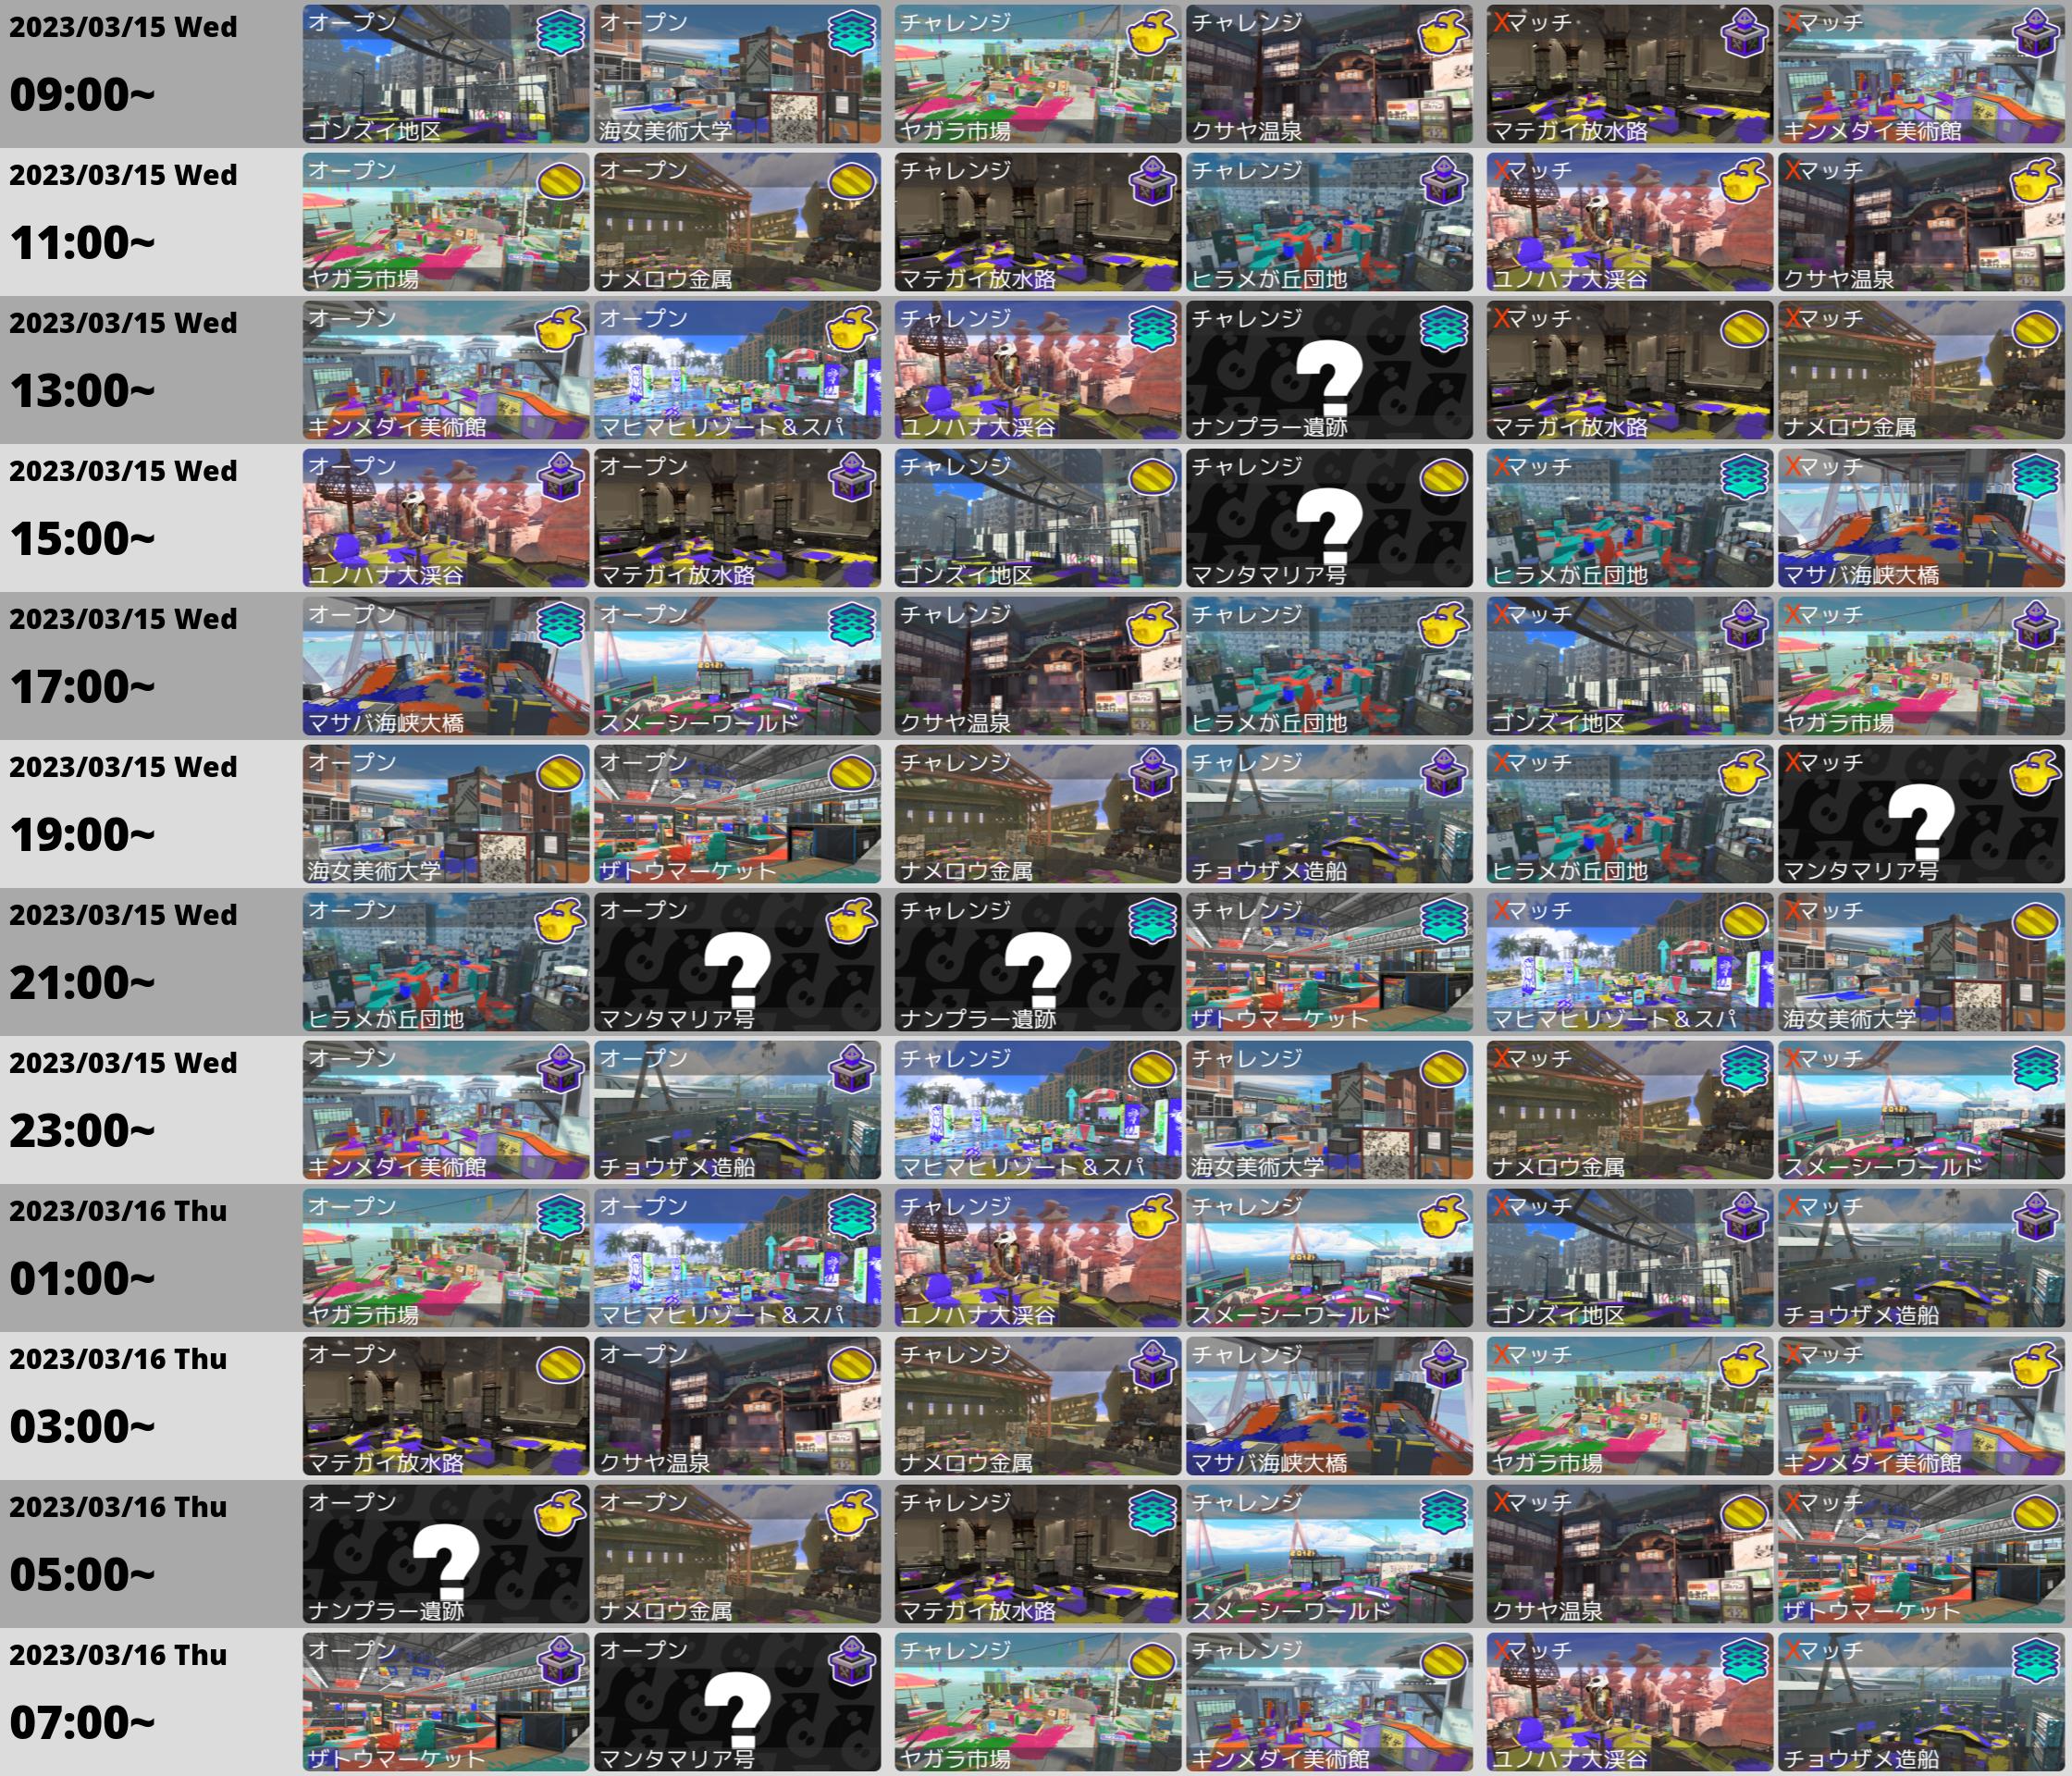 2023/03/15 Wed
09:00~
オープン
ゴンズイ地区
オープン
海女美術大学
チャレンジ
ヤガラ市場
チャレンジ
クサヤ温泉
Xマッチ
マテガイ放水路
Xマッチ
キンメダイ美術館
2023/03/15 Wed
11:00~
オープン
ヤガラ市場
オープン
ナメロウ金属
チャレンジ
マテガイ放水路
チャレンジ
ヒラメが丘団地
Xマッチ
ユノハナ大渓谷
Xマッチ
クサヤ温泉
2023/03/15 Wed
13:00~
オープン
キンメダイ美術館
オープン
マヒマヒリゾート＆スパ
チャレンジ
ユノハナ大渓谷
チャレンジ
?
ナンプラー遺跡
Xマッチ
マテガイ放水路
Xマッチ
ナメロウ金属
2023/03/15 Wed
15:00~
オープン
ユノハナ大渓谷
オープン
マテガイ放水路
チャレンジ
ゴンズイ地区
チャレンジ
?
マンタマリア号
Xマッチ
ヒラメが丘団地
Xマッチ
マサバ海峡大橋
2023/03/15 Wed
17:00~
オープン
マサバ海峡大橋
オープン
スメーシーワールド
チャレンジ
クサヤ温泉
チャレンジ
ヒラメが丘団地
Xマッチ
ゴンズイ地区
Xマッチ
ヤガラ市場
2023/03/15 Wed
19:00~
オープン
海女美術大学
オープン
ザトウマーケット
チャレンジ
ナメロウ金属
チャレンジ
チョウザメ造船
Xマッチ
ヒラメが丘団地
Xマッチ
?
マンタマリア号
2023/03/15 Wed
21:00~
オープン
ヒラメが丘団地
オープン
?
マンタマリア号
チャレンジ
?
ナンプラー遺跡
チャレンジ
ザトウマーケット
Xマッチ
マヒマヒリゾート＆スパ
Xマッチ
海女美術大学
2023/03/15 Wed
23:00~
オープン
キンメダイ美術館
オープン
チョウザメ造船
チャレンジ
マヒマヒリゾート＆スパ
チャレンジ
海女美術大学
Xマッチ
ナメロウ金属
Xマッチ
スメーシーワールド
2023/03/16 Thu
01:00~
オープン
ヤガラ市場
オープン
マヒマヒリゾート＆スパ
チャレンジ
ユノハナ大渓谷
チャレンジ
スメーシーワールド
Xマッチ
ゴンズイ地区
Xマッチ
チョウザメ造船
2023/03/16 Thu
03:00~
オープン
マテガイ放水路
オープン
クサヤ温泉
チャレンジ
ナメロウ金属
チャレンジ
マサバ海峡大橋
Xマッチ
ヤガラ市場
Xマッチ
キンメダイ美術館
2023/03/16 Thu
05:00~
オープン
?
ナンプラー遺跡
オープン
ナメロウ金属
チャレンジ
マテガイ放水路
チャレンジ
スメーシーワールド
Xマッチ
クサヤ温泉
Xマッチ
ザトウマーケット
2023/03/16 Thu
07:00~
オープン
ザトウマーケット
オープン
?
マンタマリア号
チャレンジ
ヤガラ市場
チャレンジ
キンメダイ美術館
Xマッチ
ユノハナ大渓谷
Xマッチ
チョウザメ造船